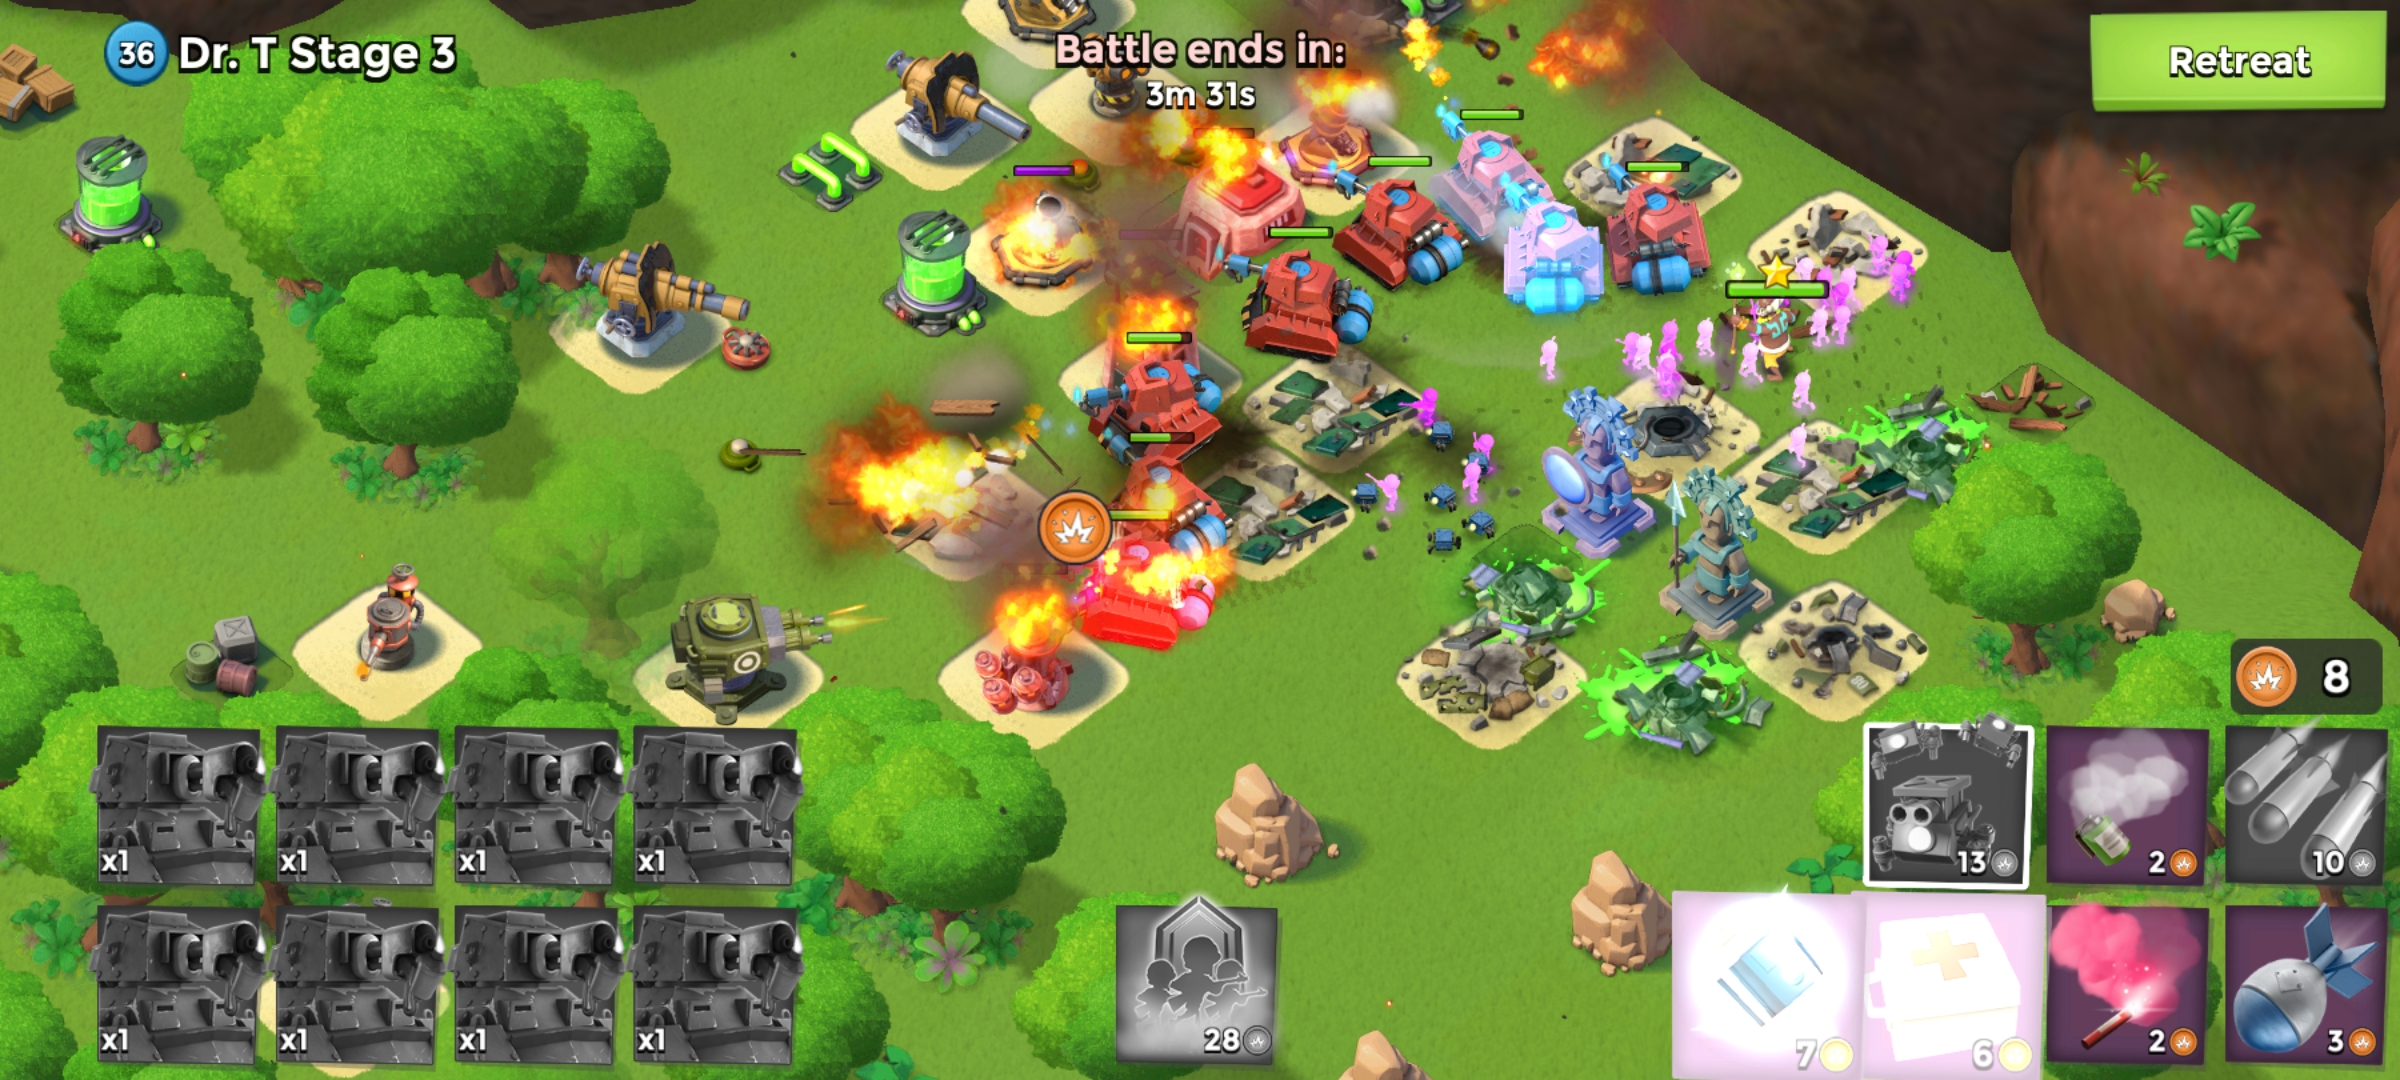 36 Dr. T Stage 3
Battle ends in:
3m 31s
Retreat
8
x1 x1 x1 x1
13 2 10
x1 x1 x1 x1
28 7 6 2 3